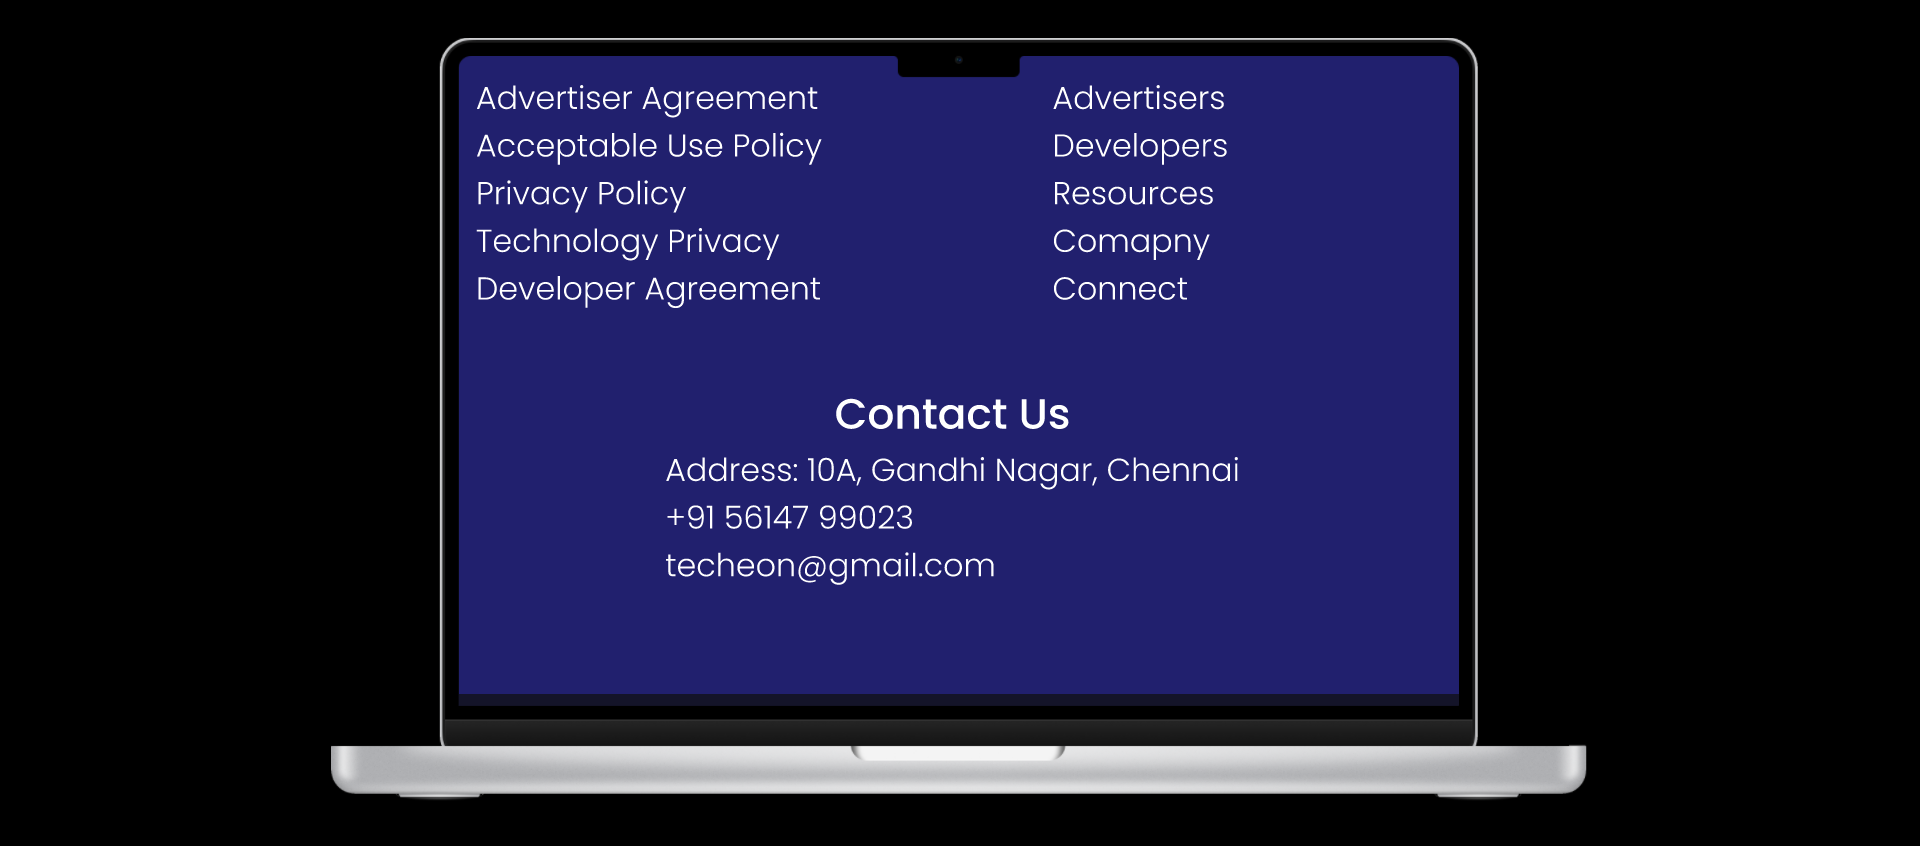 Advertiser Agreement
Acceptable Use Policy
Privacy Policy
Technology Privacy
Developer Agreement
Advertisers
Developers
Resources
Comapny
Connect
Contact Us
Address: 10A, Gandhi Nagar, Chennai
+91 56147 99023
techeon@gmail.com